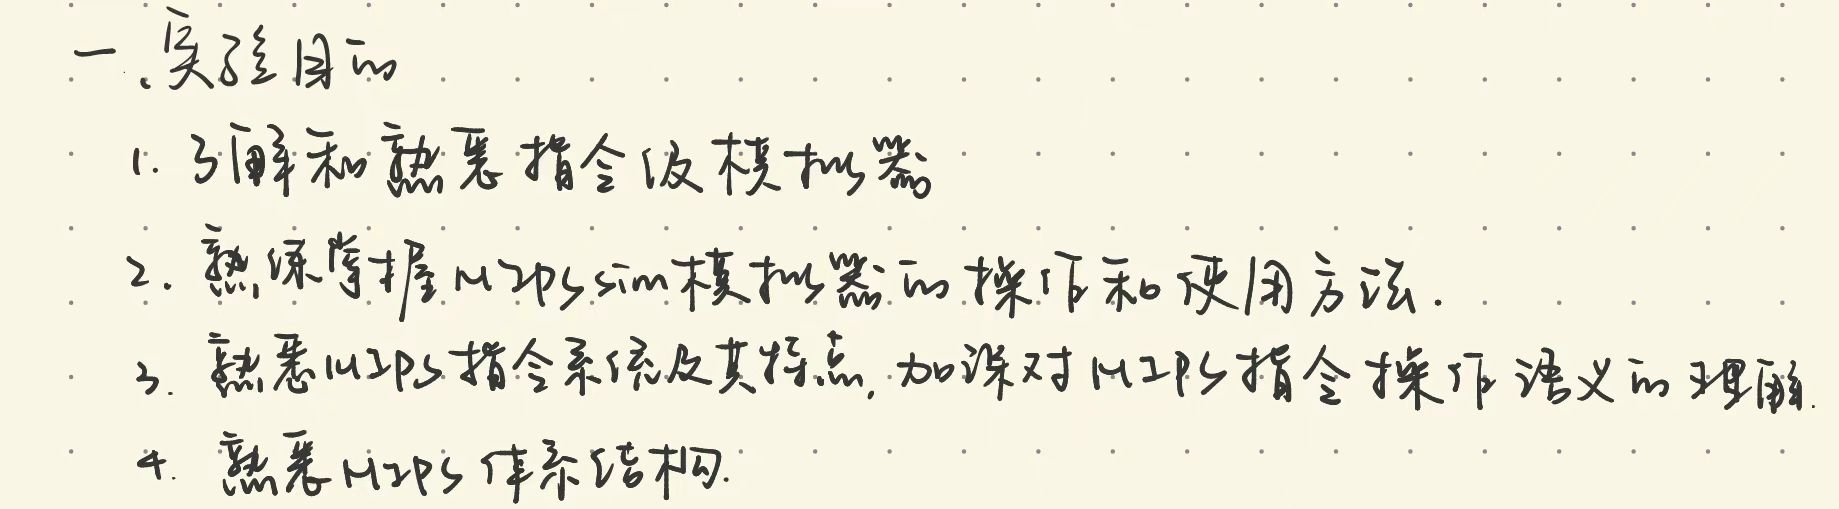 一.实验目的
1. 了解和熟悉指令级模拟器
2. 熟练掌握MIPSsim模拟器的操作和使用方法.
3. 熟悉MIPS指令系统及其特点,加深对MIPS指令操作语义的理解.
4. 熟悉MIPS体系结构.